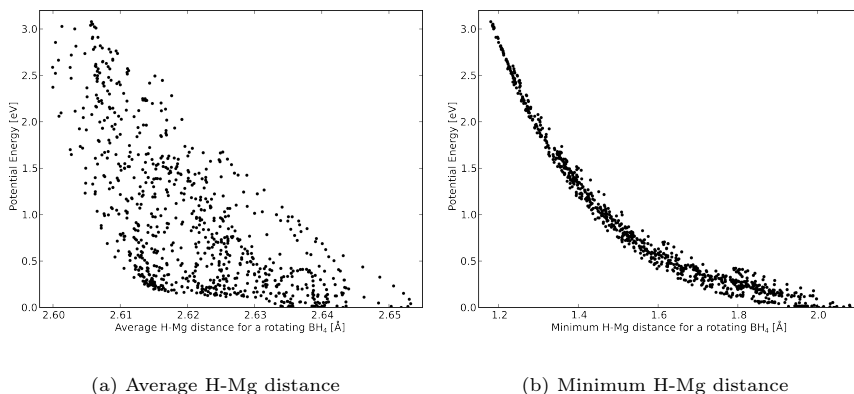 3.0
2.5
2.0
1.5
1.0
0.5
0.0
Potential Energy [eV]
2.60 2.61 2.62 2.63 2.64 2.65
Average H-Mg distance for a rotating BH₄ [Å]
3.0
2.5
2.0
1.5
1.0
0.5
0.0
Potential Energy [eV]
1.2 1.4 1.6 1.8 2.0
Minimum H-Mg distance for a rotating BH₄ [Å]
(a) Average H-Mg distance
(b) Minimum H-Mg distance